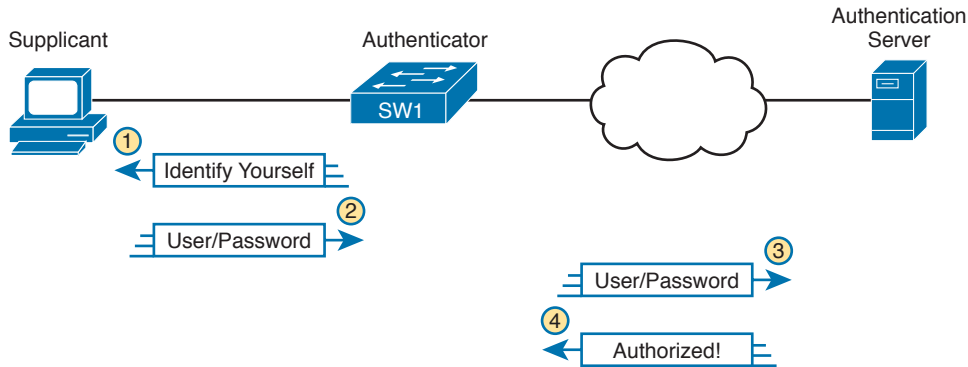 Supplicant
Authenticator
Authentication
Server
SW1
1
Identify Yourself
2
User/Password
3
User/Password
4
Authorized!